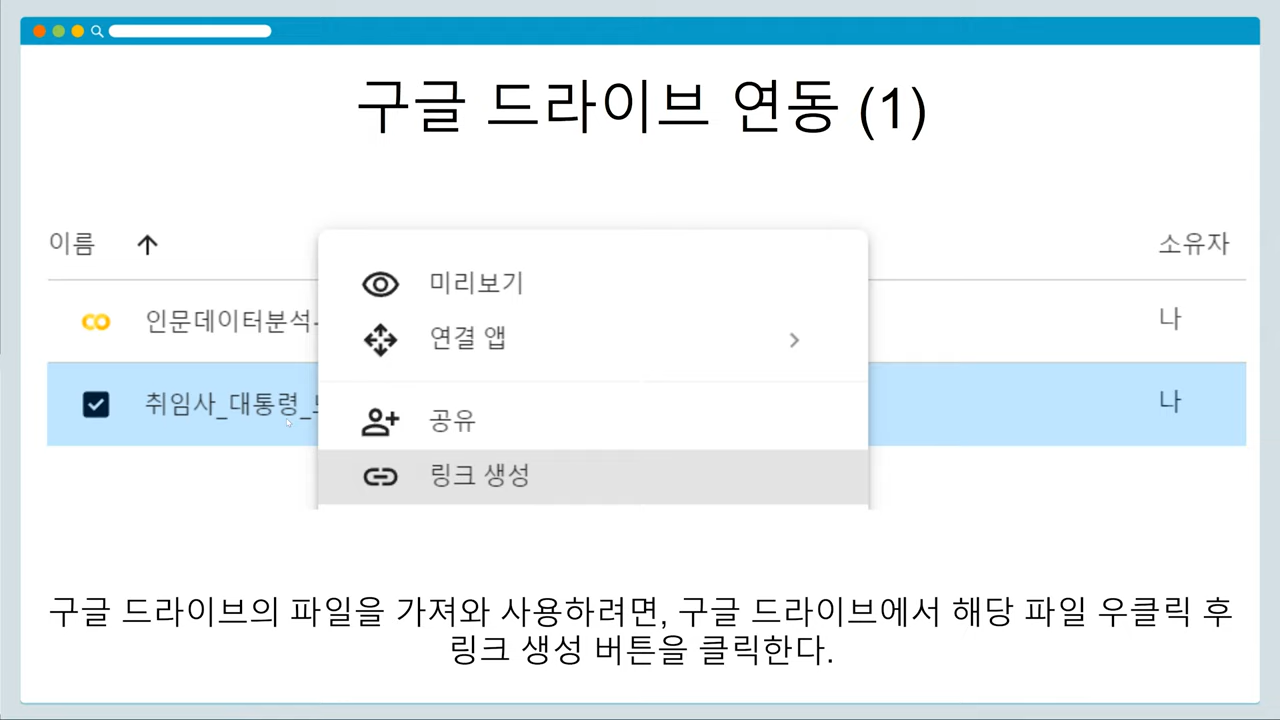 구글 드라이브 연동 (1)
이름
소유자
미리보기
인문데이터분석
나
연결 앱
취임사_대통령_
나
공유
링크 생성
구글 드라이브의 파일을 가져와 사용하려면, 구글 드라이브에서 해당 파일 우클릭 후
링크 생성 버튼을 클릭한다.